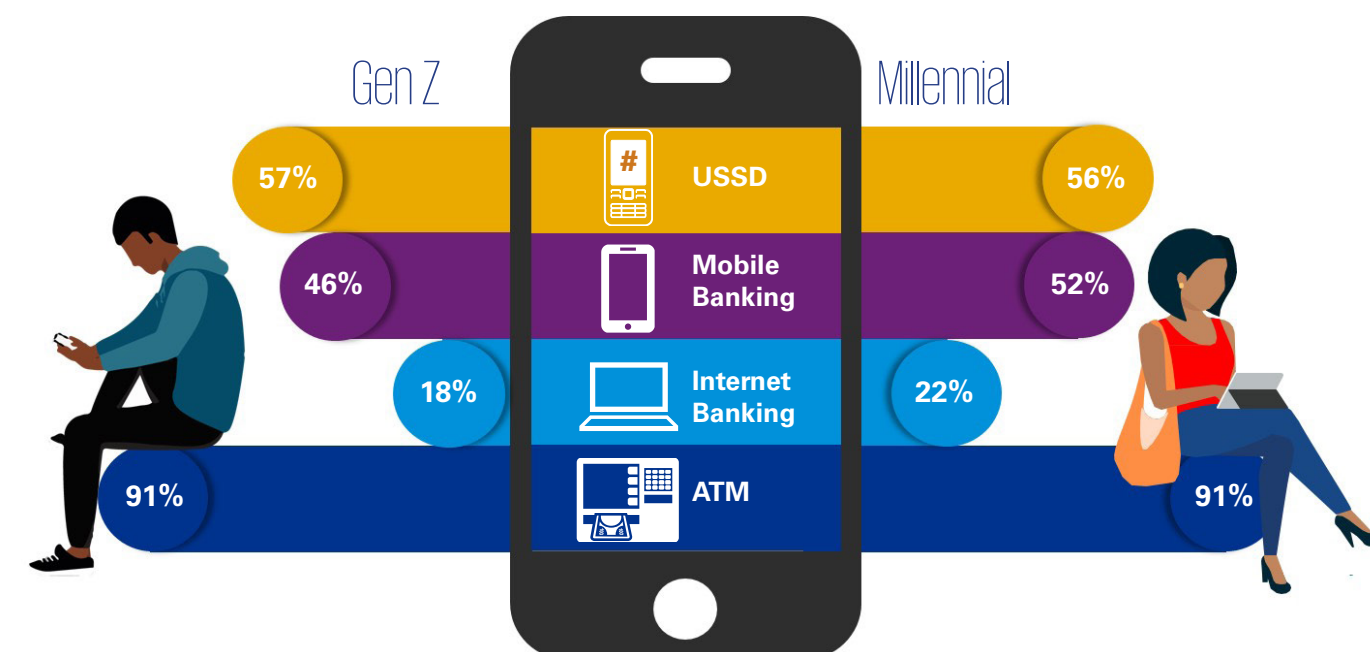 Gen Z
Millennial
57%
#
USSD
56%
46%
Mobile
Banking
52%
18%
Internet
Banking
22%
91%
ATM
91%